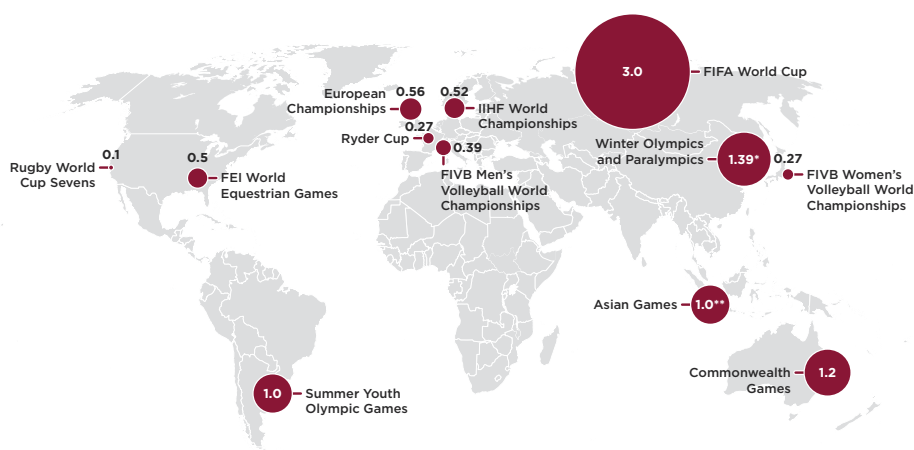 3.0
FIFA World Cup
European
Championships
0.56
0.52
IIHF World
Championships
Ryder Cup
0.27
0.39
FIVB Men’s
Volleyball World
Championships
Winter Olympics
and Paralympics
1.39*
0.27
FIVB Women’s
Volleyball World
Championships
Rugby World
Cup Sevens
0.1
0.5
FEI World
Equestrian Games
Asian Games
1.0**
Commonwealth
Games
1.2
1.0
Summer Youth
Olympic Games